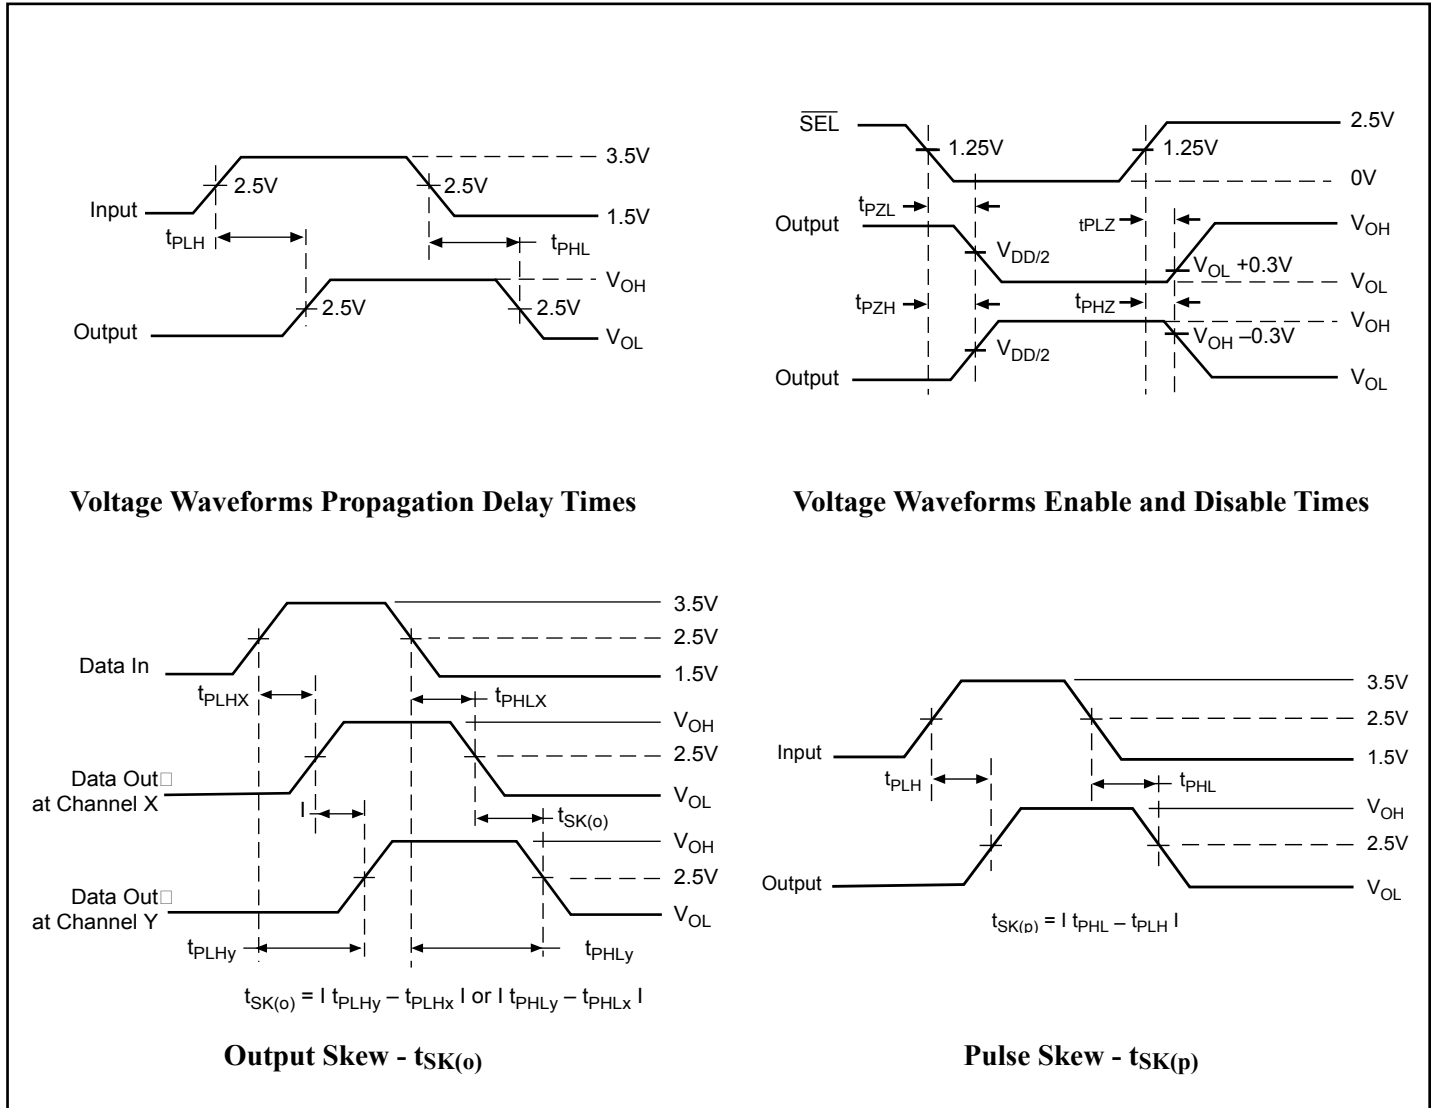 3.5V
2.5V
2.5V
Input
1.5V
tPLH
tPHL
VOH
2.5V
2.5V
Output
VOL
Voltage Waveforms Propagation Delay Times
SEL
2.5V
1.25V
1.25V
0V
tPZL
tPLZ
Output
VOH
VDD/2
VOL +0.3V
VOL
tPZH
tPHZ
VOH
VDD/2
VOH –0.3V
Output
VOL
Voltage Waveforms Enable and Disable Times
3.5V
2.5V
Data In
1.5V
tPLHX
tPHLX
VOH
2.5V
Data Out
at Channel X
VOL
tSK(o)
VOH
2.5V
Data Out
at Channel Y
VOL
tPLHy
tPHLy
tSK(o) = I tPLHy – tPLHx I or I tPHLy – tPHLx I
Output Skew - tSK(o)
3.5V
2.5V
Input
1.5V
tPLH
tPHL
VOH
2.5V
Output
VOL
tSK(p) = I tPHL – tPLH I
Pulse Skew - tSK(p)